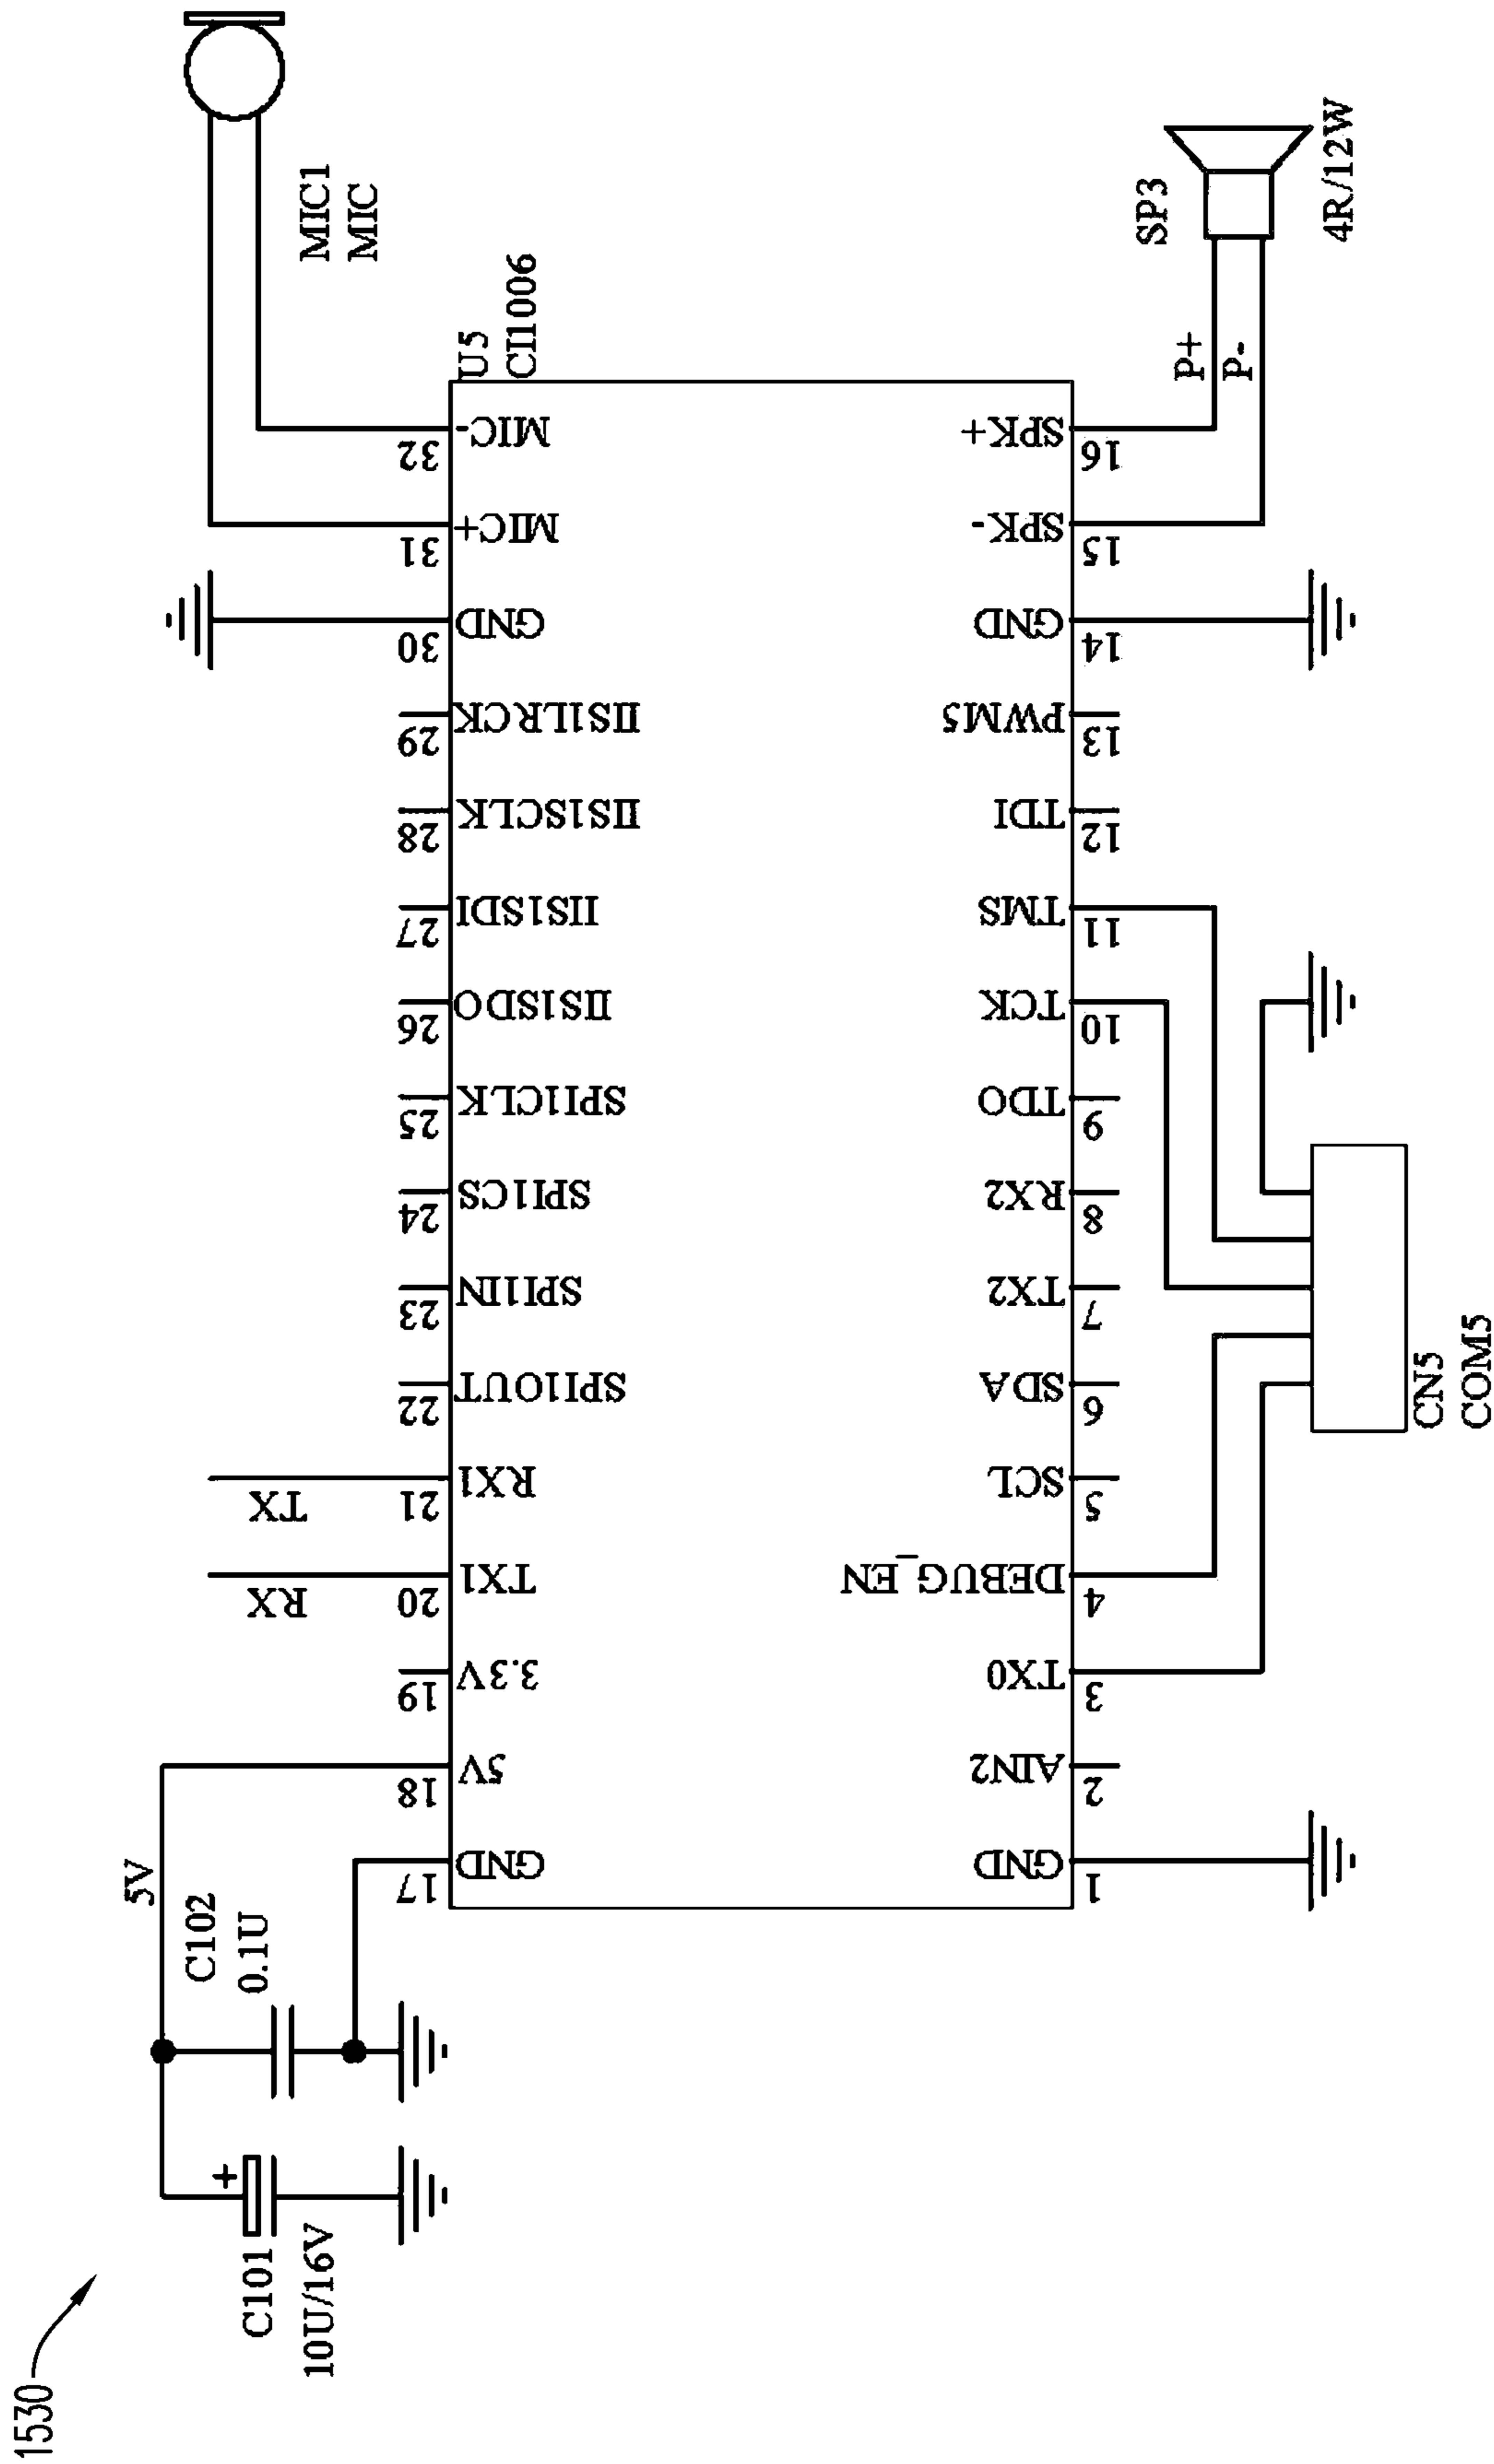 1530
C101
10U/16V
+
C102
0.1U
5V
RX
TX
MIC1
MIC
U5
CI1006
17 GND
18 5V
19 3.3V
20 TX1
21 RX1
22 SPI1OUT
23 SPI1IN
24 SPI1CS
25 SPI1CLK
26 IIS1SDO
27 IIS1SDI
28 IIS1SCLK
29 IIS1LRCK
30 GND
31 MIC+
32 MIC-
1 GND
2 AIN2
3 TX0
4 DEBUG_EN
5 SCL
6 SDA
7 TX2
8 RX2
9 TDO
10 TCK
11 TMS
12 TDI
13 PWM5
14 GND
15 SPK-
16 SPK+
P+
P-
SP3
4R/12W
CN5
COM5